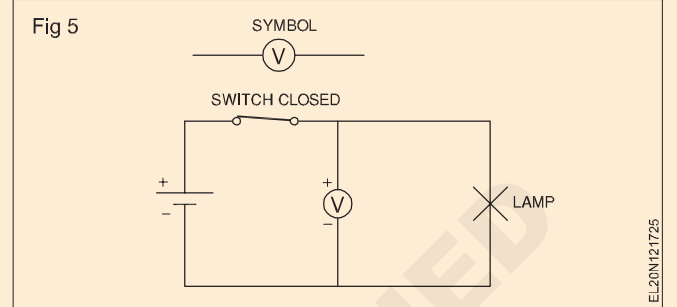 Fig 5
SYMBOL
V
SWITCH CLOSED
+
−
+
V
−
LAMP
EL20N121725